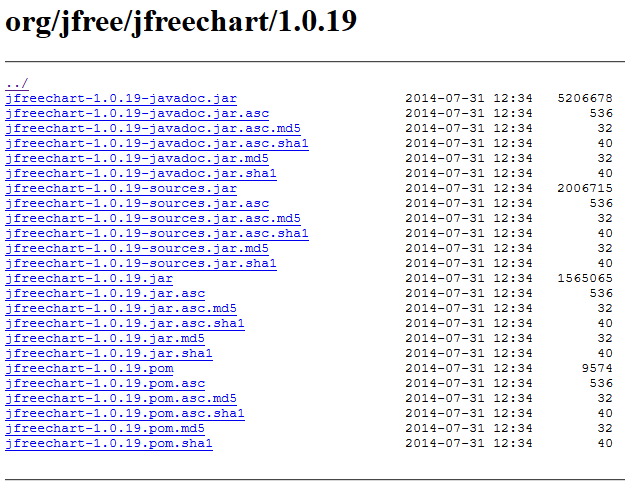 org/jfree/jfreechart/1.0.19
../
jfreechart-1.0.19-javadoc.jar 2014-07-31 12:34 5206678
jfreechart-1.0.19-javadoc.jar.asc 2014-07-31 12:34 536
jfreechart-1.0.19-javadoc.jar.asc.md5 2014-07-31 12:34 32
jfreechart-1.0.19-javadoc.jar.asc.sha1 2014-07-31 12:34 40
jfreechart-1.0.19-javadoc.jar.md5 2014-07-31 12:34 32
jfreechart-1.0.19-javadoc.jar.sha1 2014-07-31 12:34 40
jfreechart-1.0.19-sources.jar 2014-07-31 12:34 2006715
jfreechart-1.0.19-sources.jar.asc 2014-07-31 12:34 536
jfreechart-1.0.19-sources.jar.asc.md5 2014-07-31 12:34 32
jfreechart-1.0.19-sources.jar.asc.sha1 2014-07-31 12:34 40
jfreechart-1.0.19-sources.jar.md5 2014-07-31 12:34 32
jfreechart-1.0.19-sources.jar.sha1 2014-07-31 12:34 40
jfreechart-1.0.19.jar 2014-07-31 12:34 1565065
jfreechart-1.0.19.jar.asc 2014-07-31 12:34 536
jfreechart-1.0.19.jar.asc.md5 2014-07-31 12:34 32
jfreechart-1.0.19.jar.asc.sha1 2014-07-31 12:34 40
jfreechart-1.0.19.jar.md5 2014-07-31 12:34 32
jfreechart-1.0.19.jar.sha1 2014-07-31 12:34 40
jfreechart-1.0.19.pom 2014-07-31 12:34 9574
jfreechart-1.0.19.pom.asc 2014-07-31 12:34 536
jfreechart-1.0.19.pom.asc.md5 2014-07-31 12:34 32
jfreechart-1.0.19.pom.asc.sha1 2014-07-31 12:34 40
jfreechart-1.0.19.pom.md5 2014-07-31 12:34 32
jfreechart-1.0.19.pom.sha1 2014-07-31 12:34 40